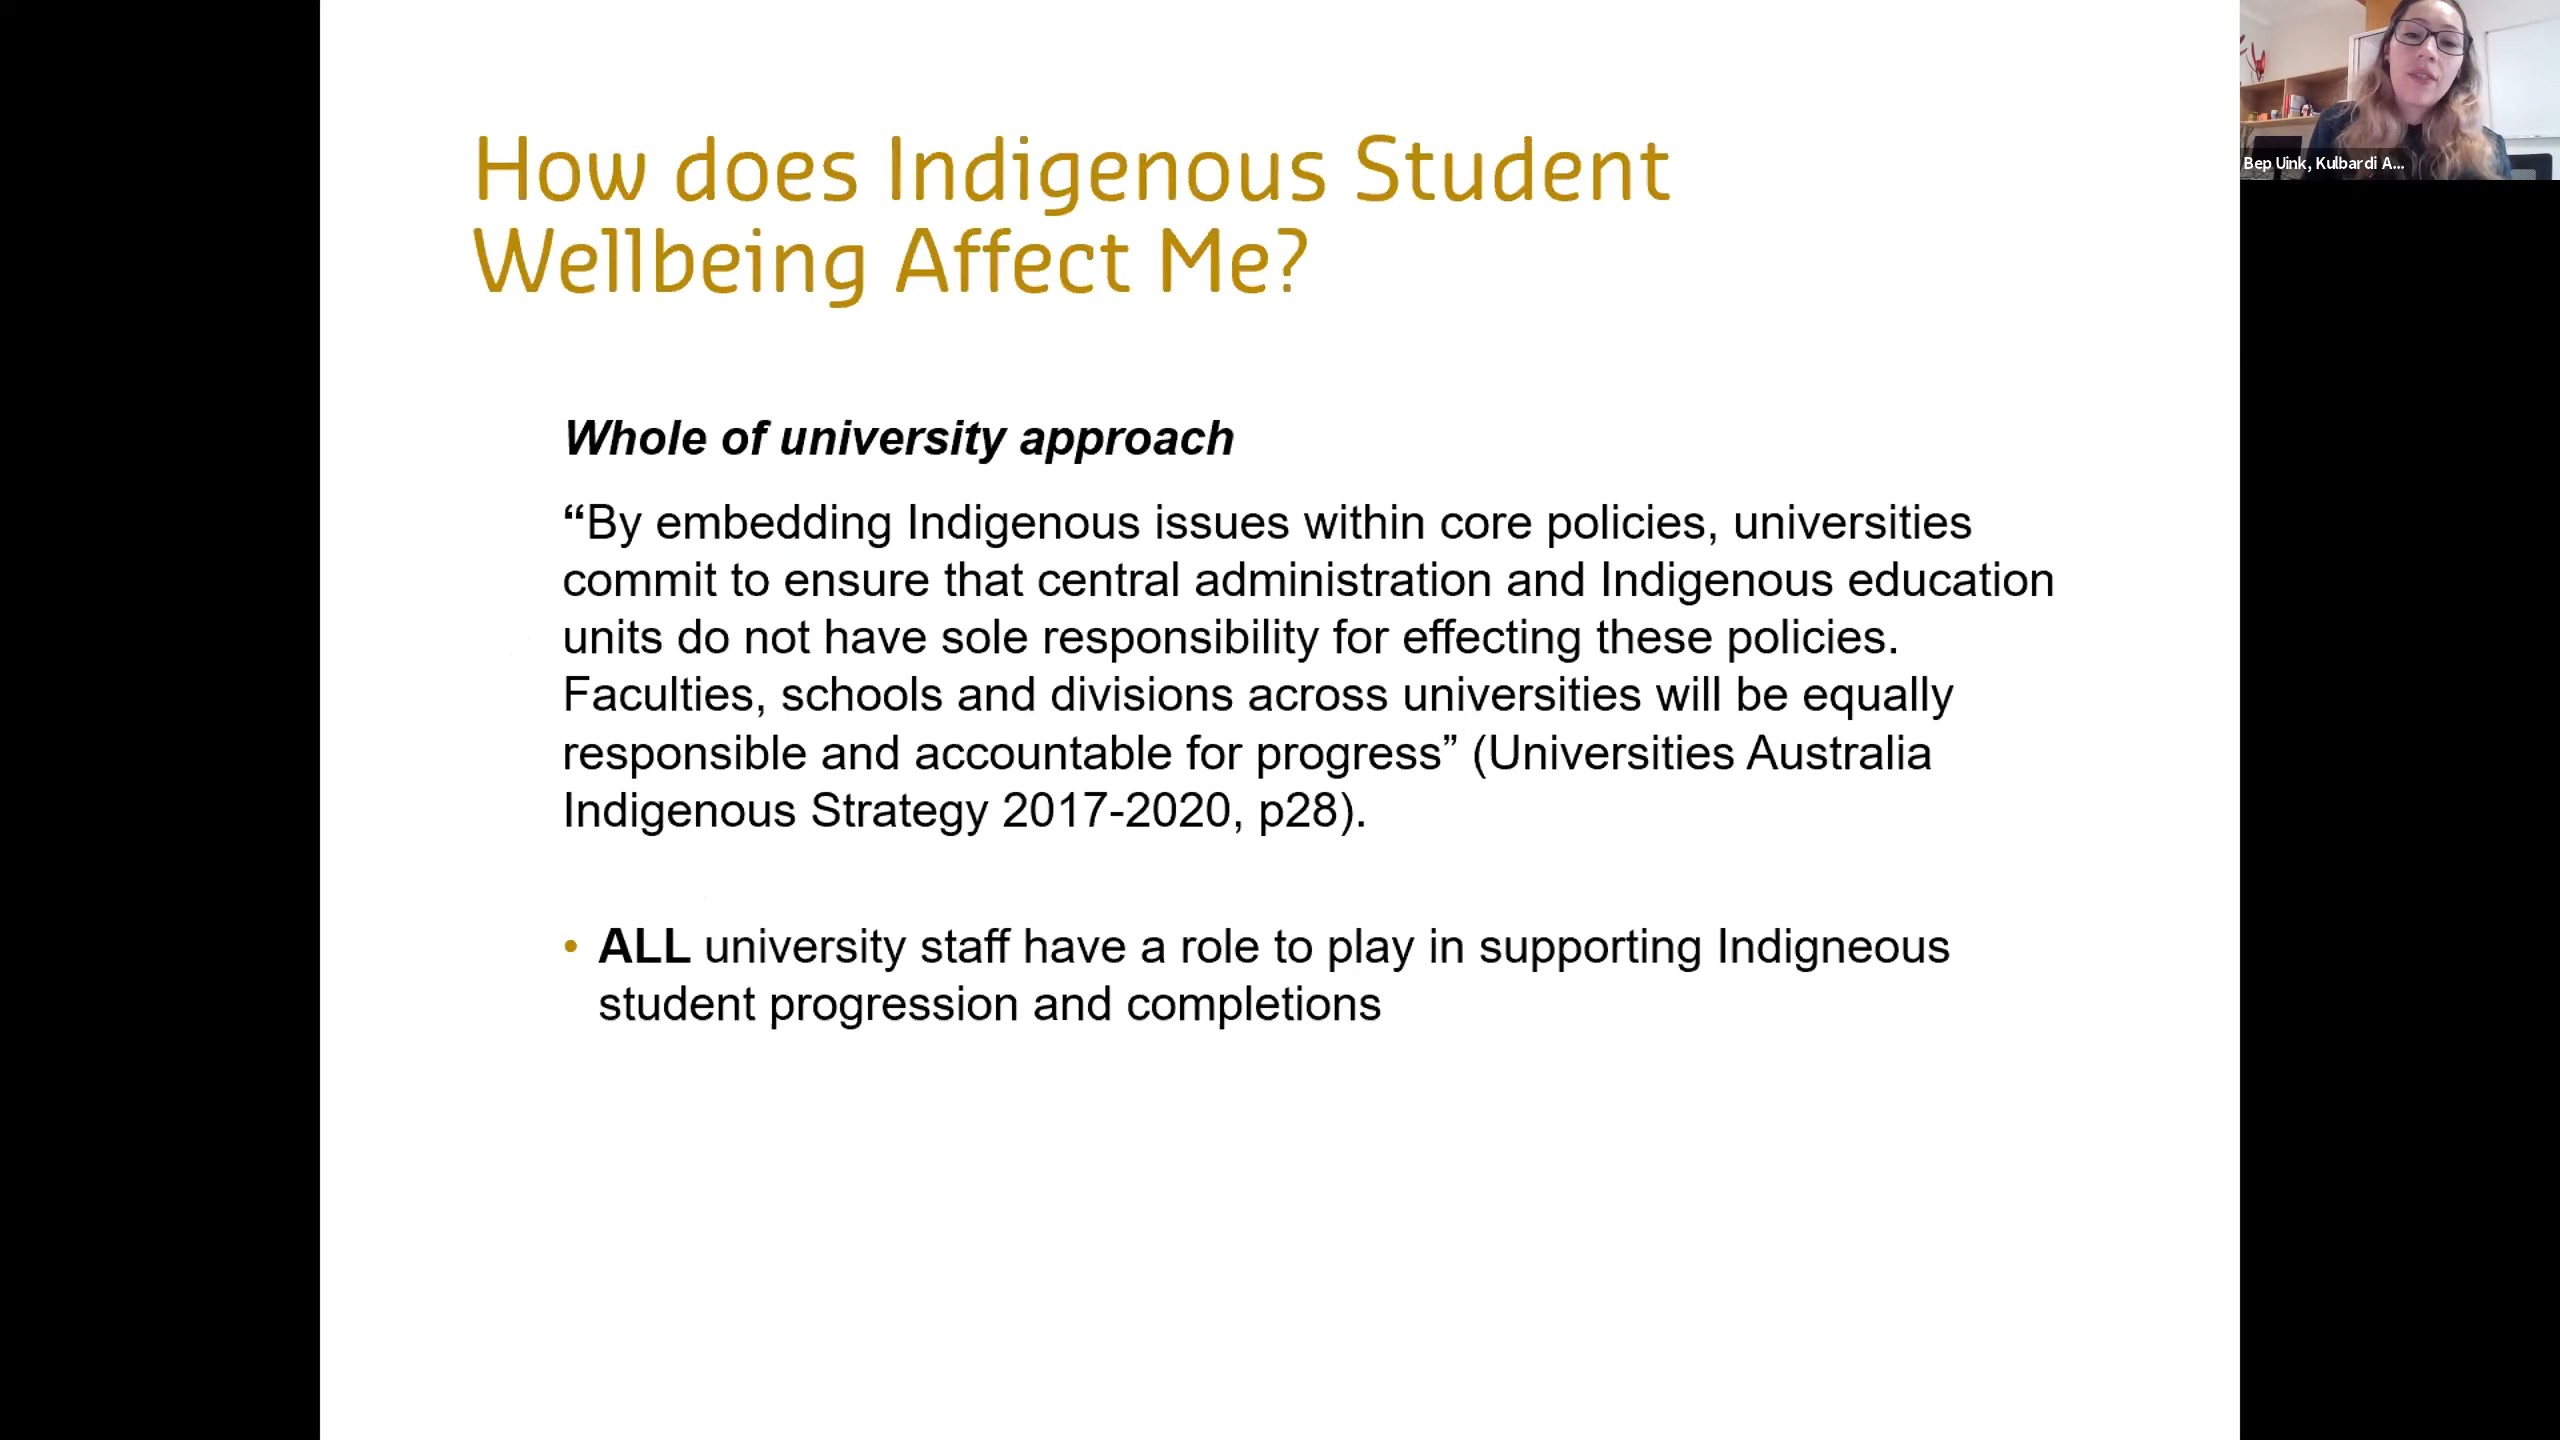 How does Indigenous Student
Wellbeing Affect Me?
Whole of university approach
“By embedding Indigenous issues within core policies, universities
commit to ensure that central administration and Indigenous education
units do not have sole responsibility for effecting these policies.
Faculties, schools and divisions across universities will be equally
responsible and accountable for progress” (Universities Australia
Indigenous Strategy 2017-2020, p28).
• ALL university staff have a role to play in supporting Indigneous
student progression and completions
Bep Uink, Kulbardi A...